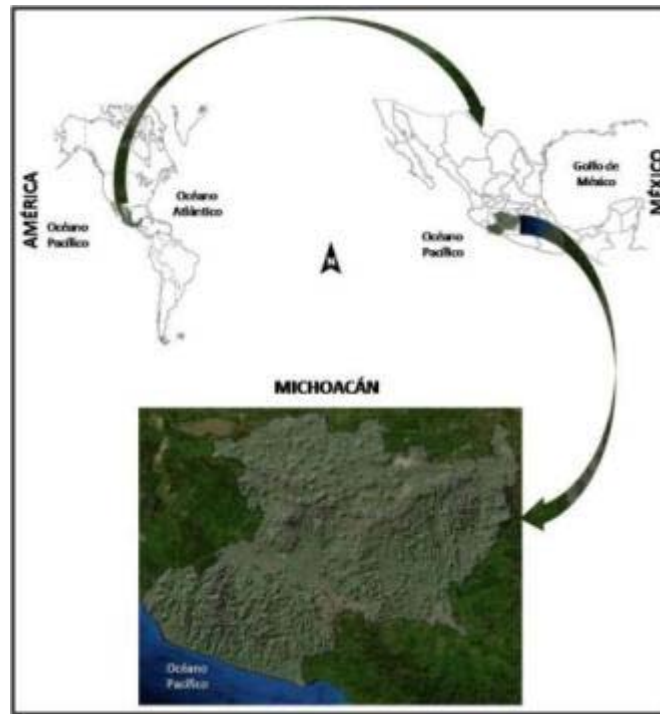 AMÉRICA
Océano
Atlántico
Océano
Pacífico
N
Golfo de
México
MÉXICO
Océano
Pacífico
MICHOACÁN
Océano
Pacífico